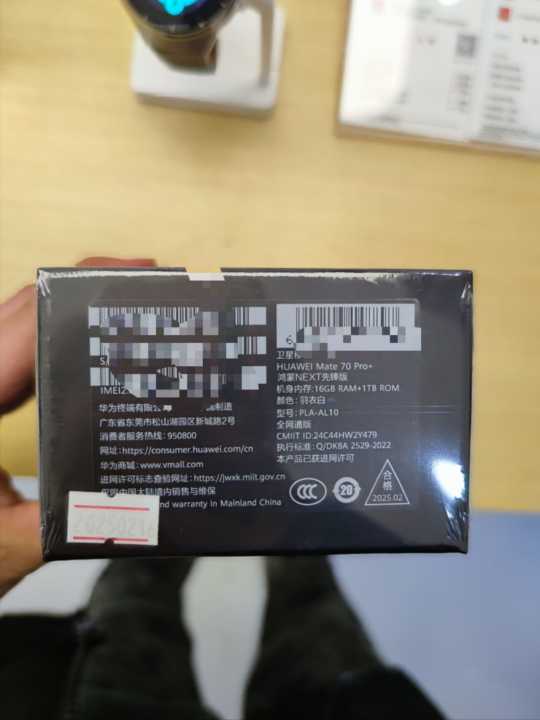 IMEI2
华为终端有限
制造
广东省东莞市松山湖园区新城路2号
消费者服务热线: 950800
网址: https://consumer.huawei.com/cn
华为商城: www.vmall.com
进网许可标志查验网址: https://jwxk.miit.gov.cn
仅限中国大陆境内销售与维保
and warranty in Mainland China
卫星
HUAWEI Mate 70 Pro+
鸿蒙NEXT先锋版
机身内存:16GB RAM+1TB ROM
颜色: 羽衣白
型号: PLA-AL10
全网通版
CMIIT ID:24C44HW2Y479
执行标准: Q/DKBA 2529-2022
本产品已获进网许可
CCC
20
合
格
2025.02